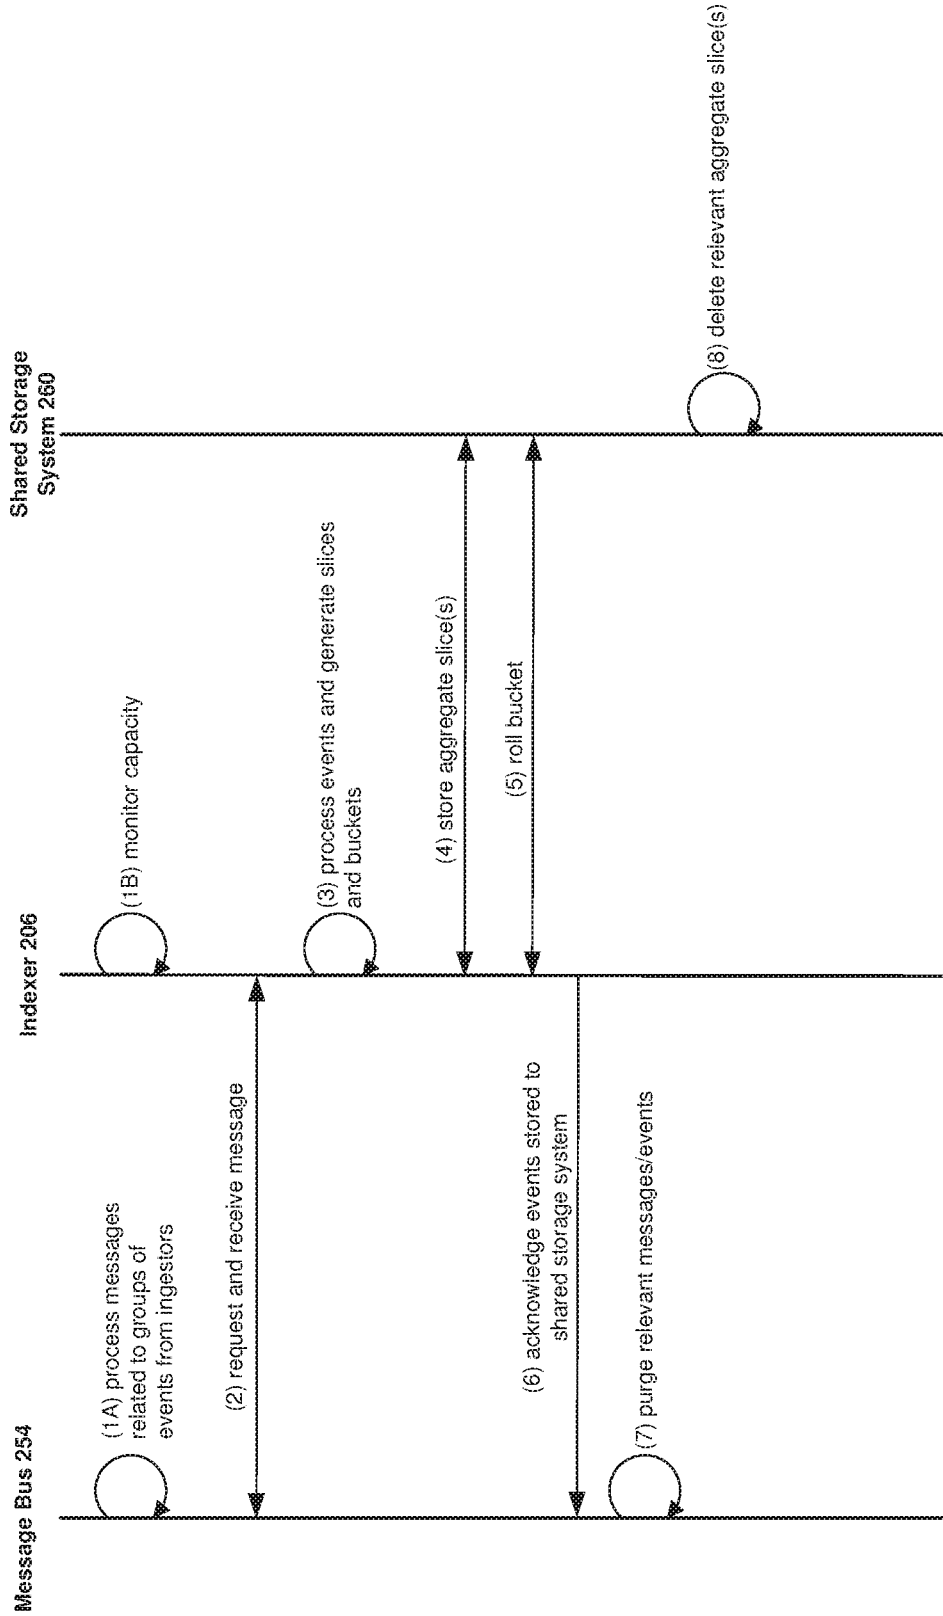 Message Bus 254
Indexer 206
Shared Storage
System 260
(1A) process messages
related to groups of
events from ingestors
(1B) monitor capacity
(2) request and receive message
(3) process events and generate slices
and buckets
(4) store aggregate slice(s)
(5) roll bucket
(6) acknowledge events stored to
shared storage system
(7) purge relevant messages/events
(8) delete relevant aggregate slice(s)